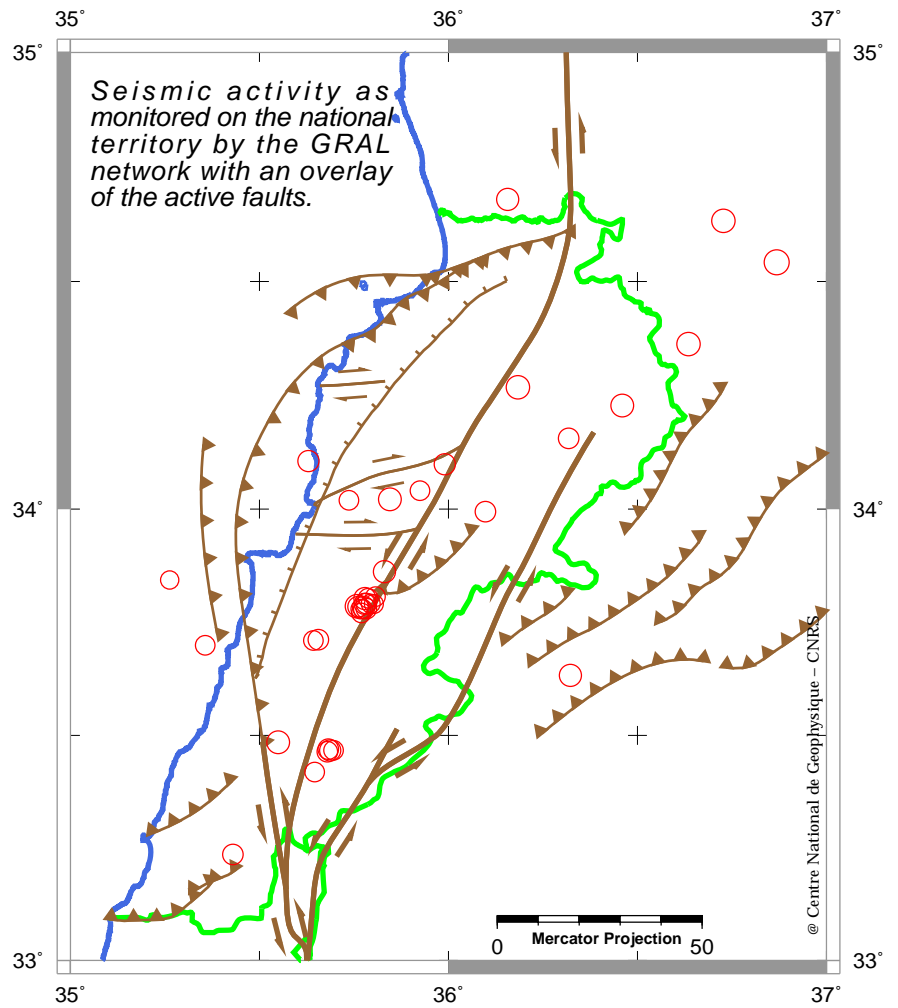 35˚ 36˚ 37˚
35˚ 35˚
Seismic activity as
monitored on the national
territory by the GRAL
network with an overlay
of the active faults.
34˚ 34˚
@ Centre National de Geophysique – CNRS
Mercator Projection
0 50
33˚ 33˚
35˚ 36˚ 37˚